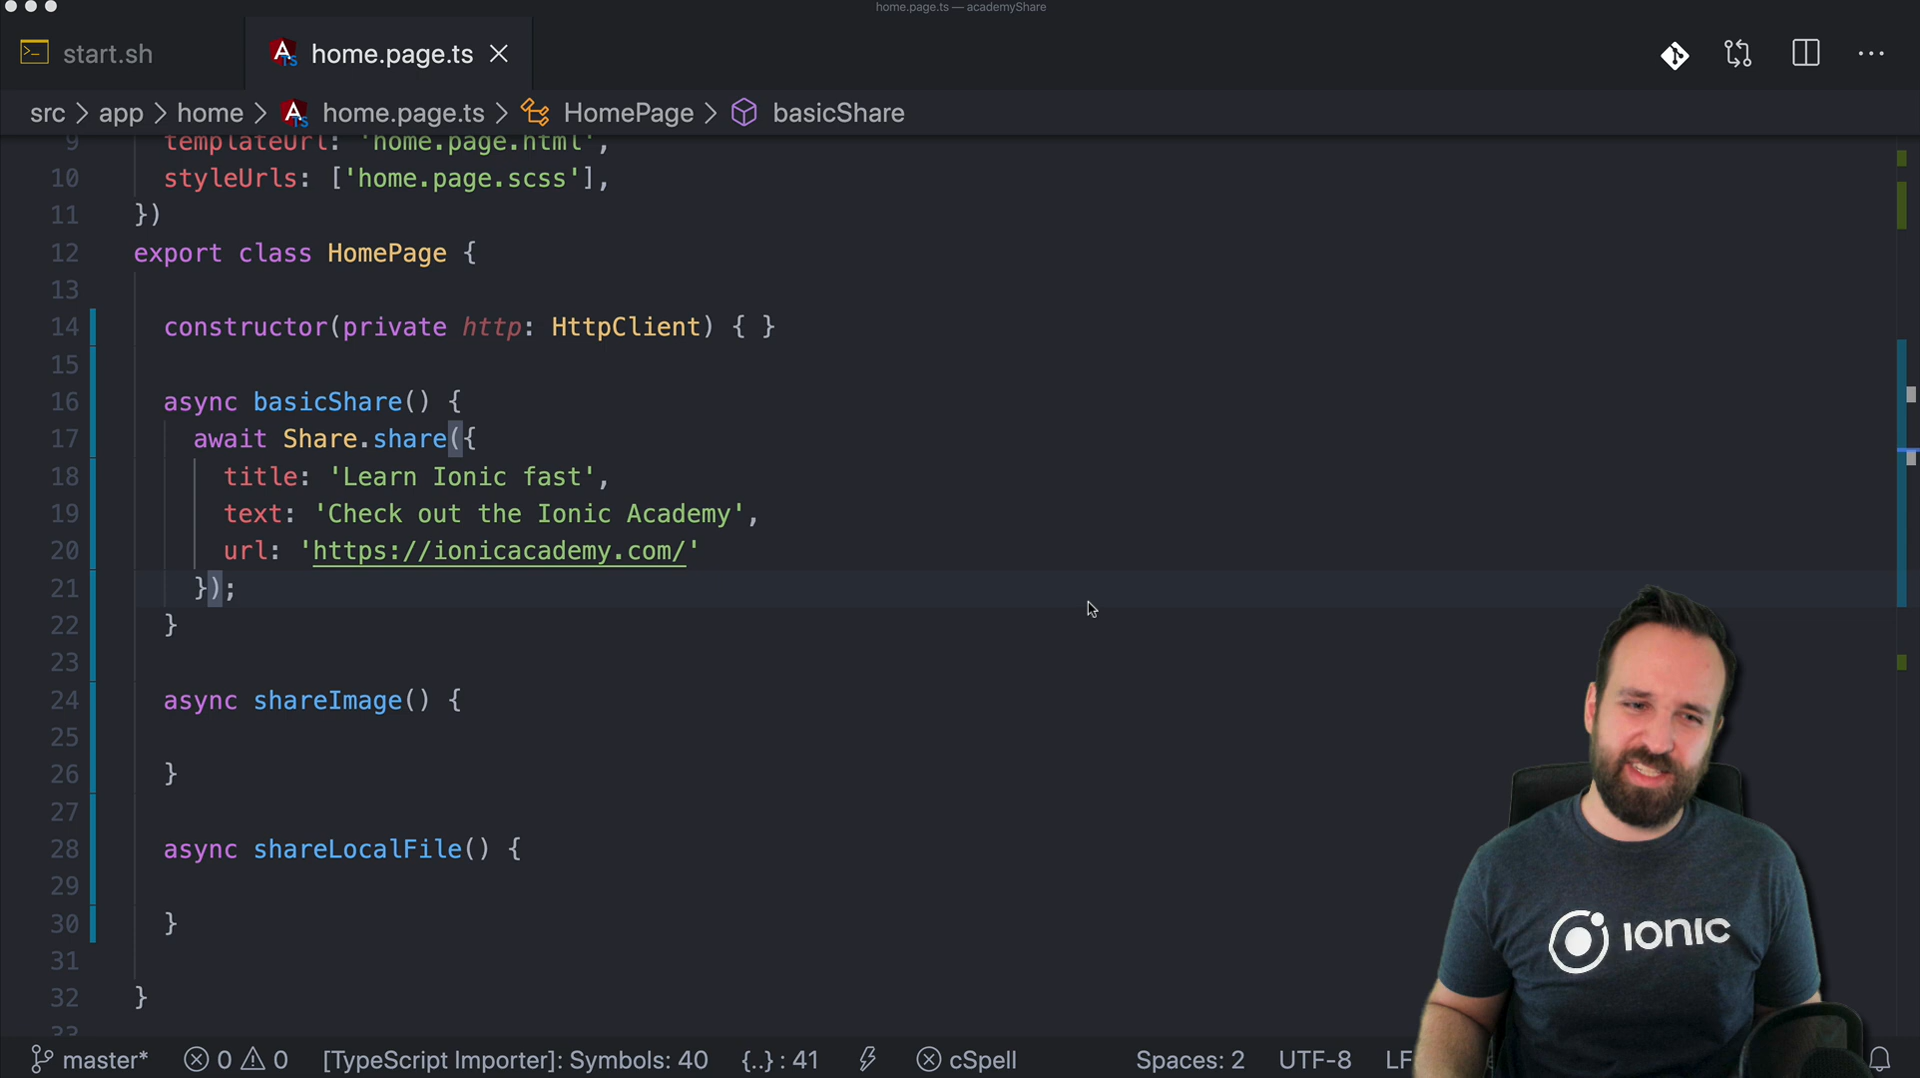 home.page.ts — academyShare
start.sh
home.page.ts
src > app > home > home.page.ts > HomePage > basicShare
9 templateUrl: 'home.page.html',
10 styleUrls: ['home.page.scss'],
11 })
12 export class HomePage {
13
14 constructor(private http: HttpClient) { }
15
16 async basicShare() {
17 await Share.share({
18 title: 'Learn Ionic fast',
19 text: 'Check out the Ionic Academy',
20 url: 'https://ionicacademy.com/'
21 });
22 }
23
24 async shareImage() {
25
26 }
27
28 async shareLocalFile() {
29
30 }
31
32 }
33
IONIC
master* 0 0 [TypeScript Importer]: Symbols: 40 {..} : 41 cSpell Spaces: 2 UTF-8 LF